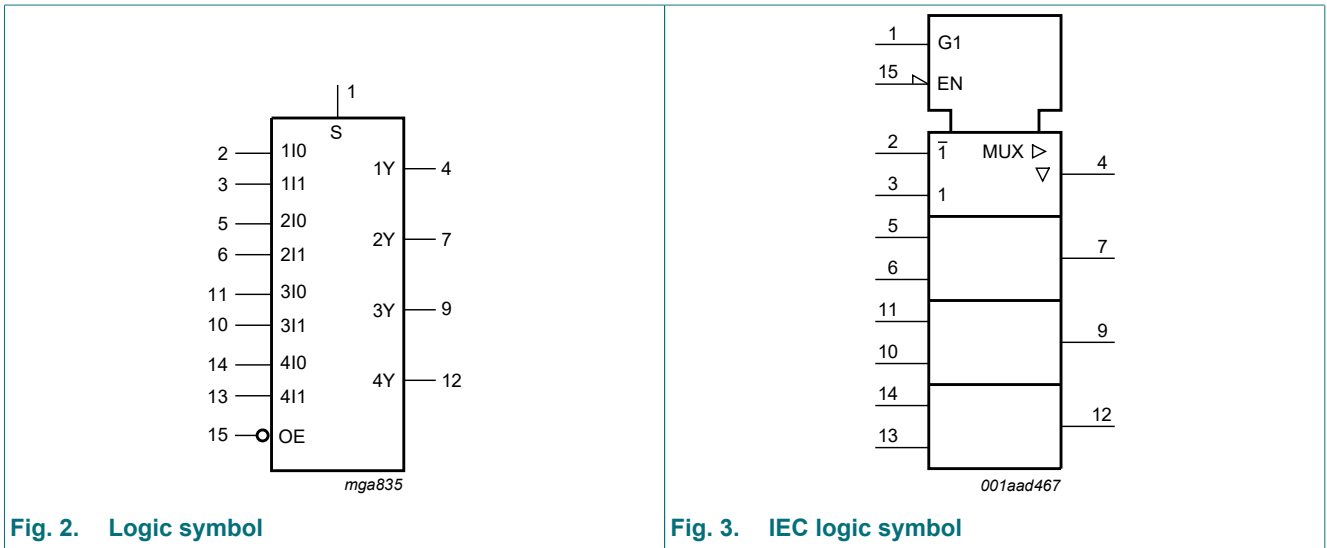 1
S
2 1I0
1Y 4
3 1I1
5 2I0
2Y 7
6 2I1
11 3I0
3Y 9
10 3I1
14 4I0
4Y 12
13 4I1
15 OE
mga835
Fig. 2. Logic symbol
1 G1
15 EN
2 1̅ MUX
4
3 1
5
7
6
11
9
10
14
12
13
001aad467
Fig. 3. IEC logic symbol